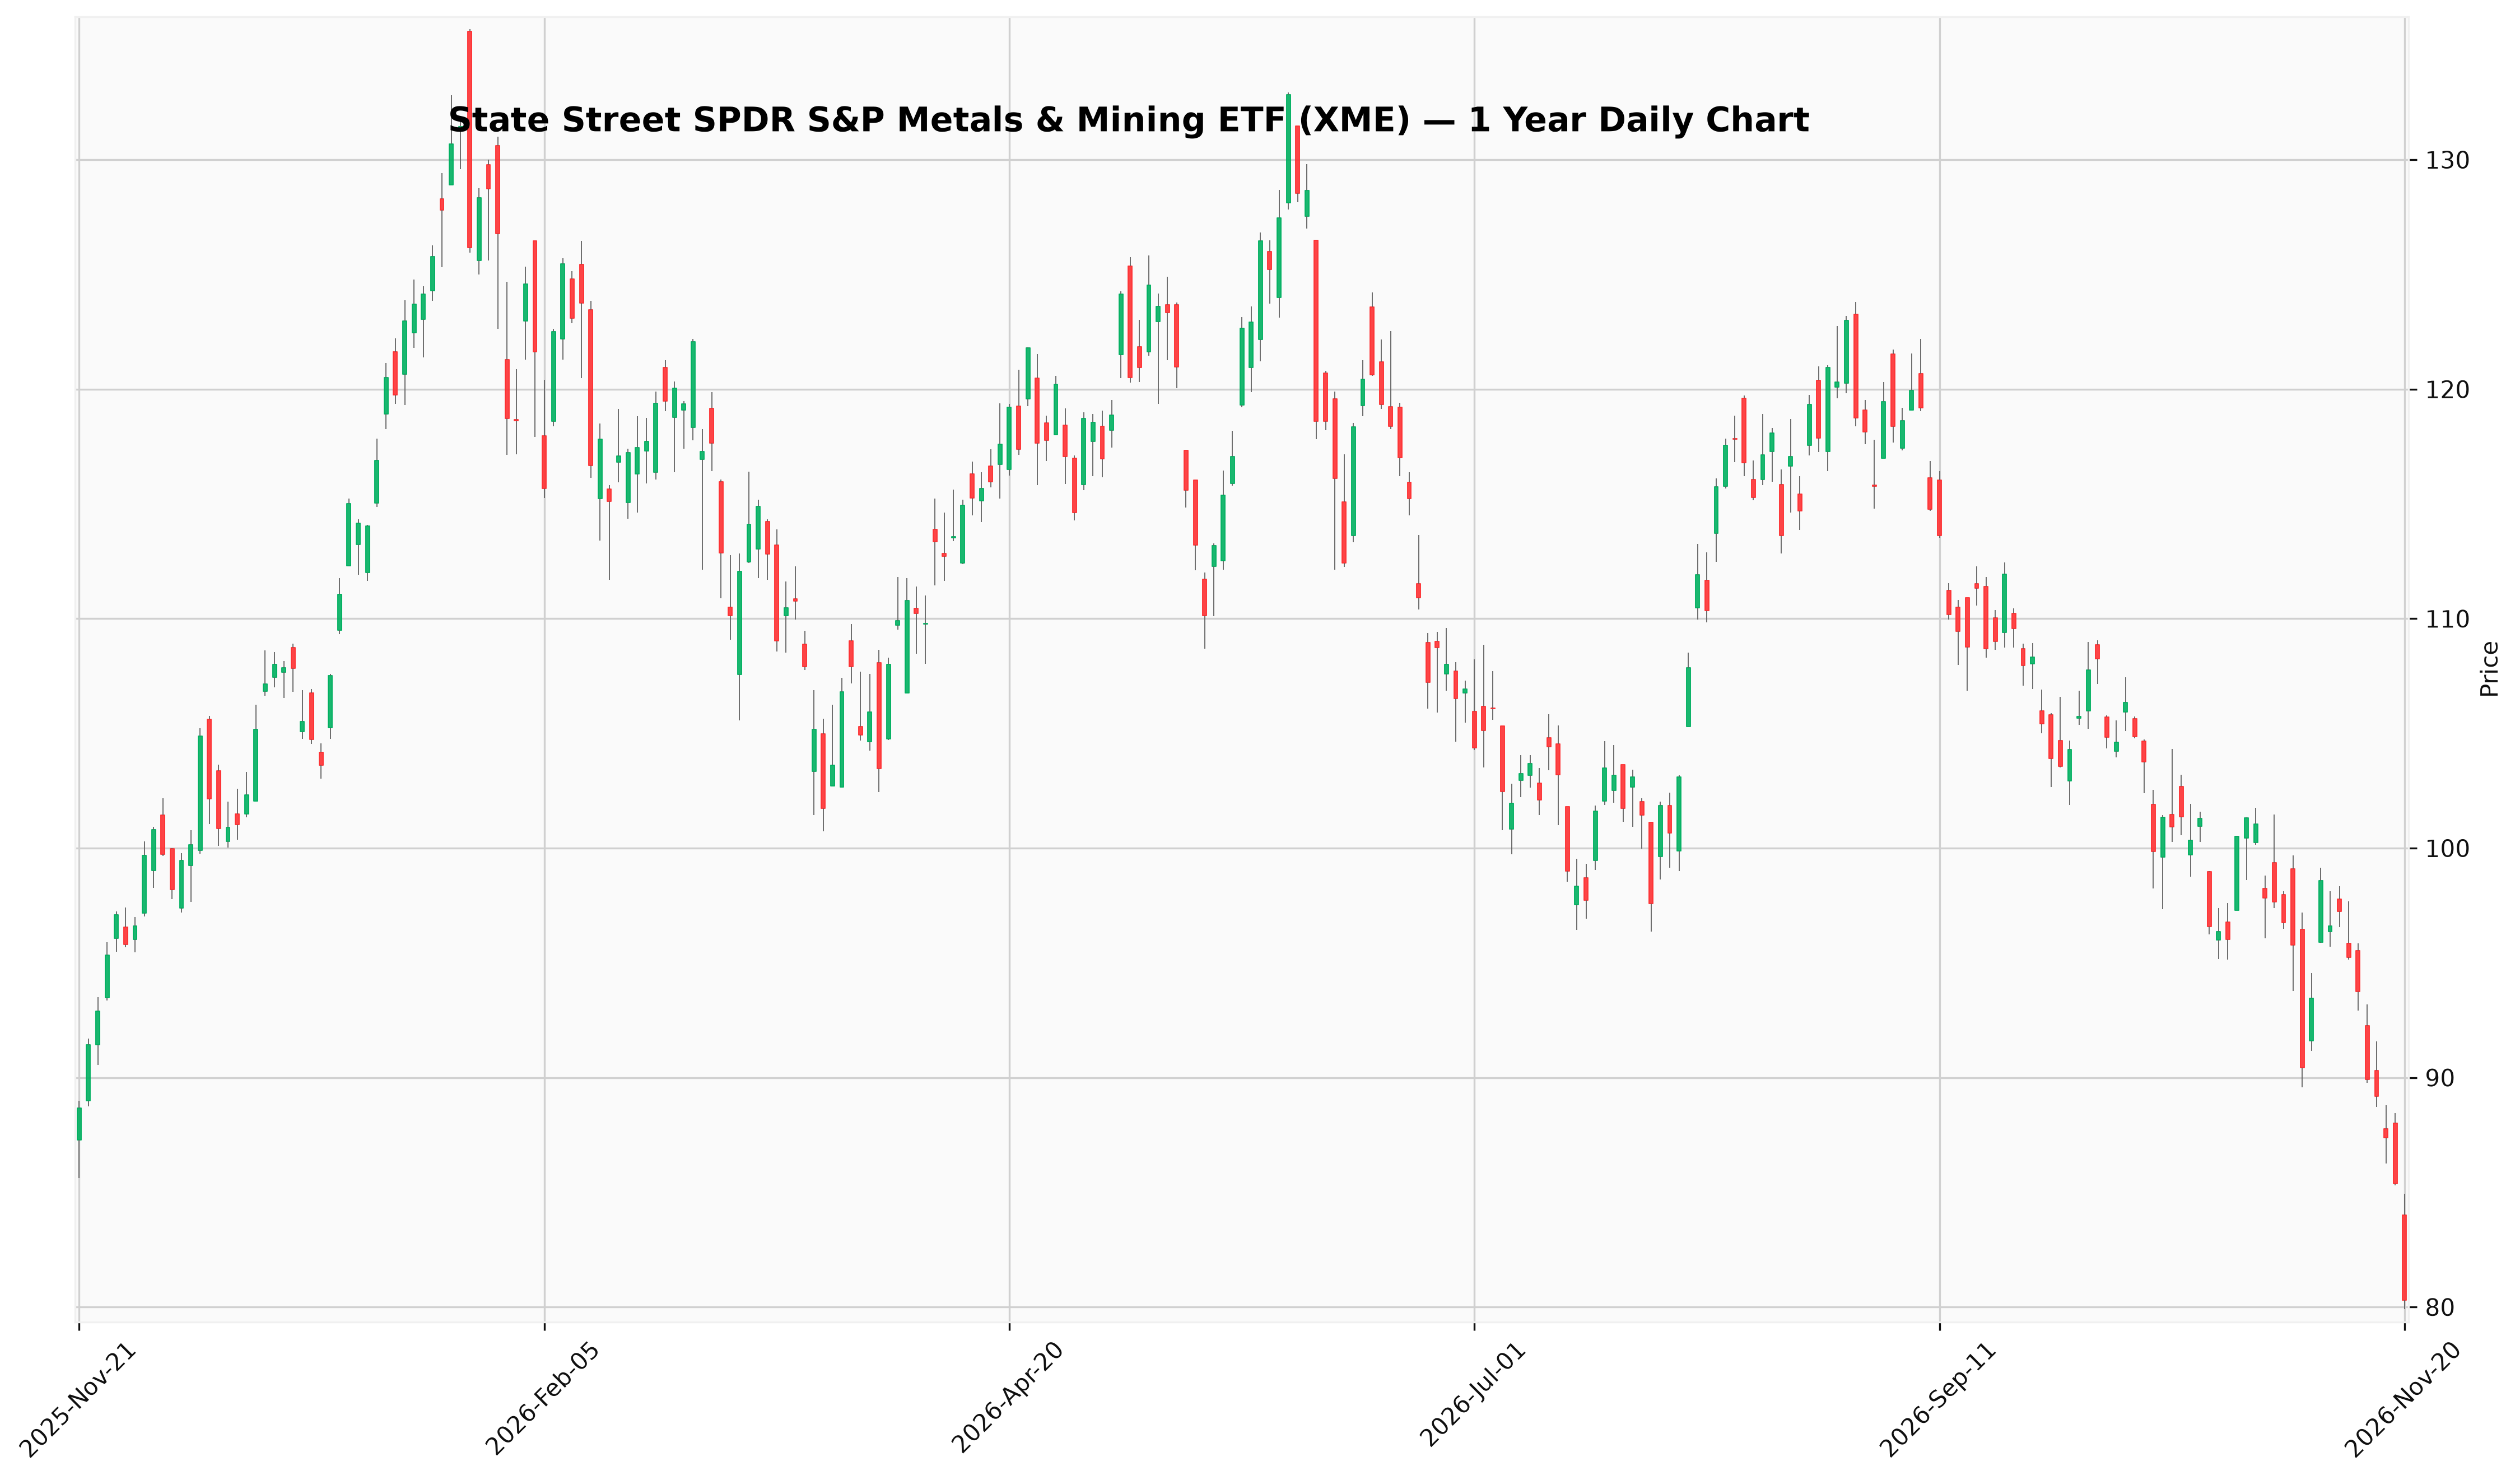 State Street SPDR S&P Metals & Mining ETF (XME) — 1 Year Daily Chart
130
120
110
100
90
80
Price
2025-Nov-21
2026-Feb-05
2026-Apr-20
2026-Jul-01
2026-Sep-11
2026-Nov-20